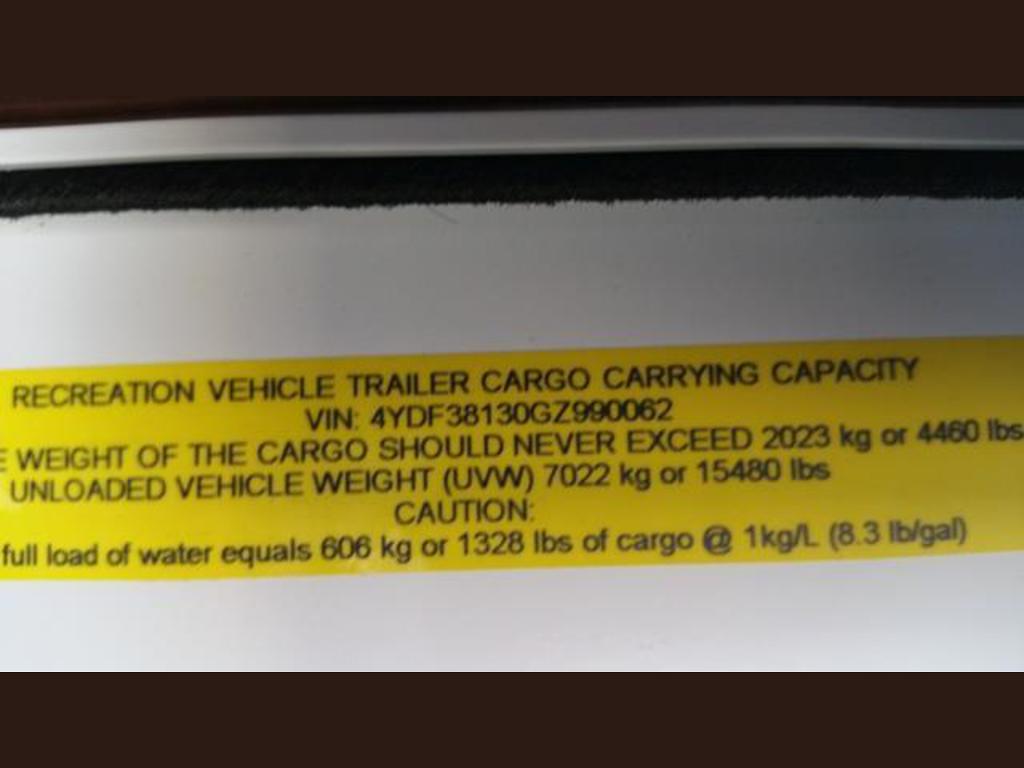 RECREATION VEHICLE TRAILER CARGO CARRYING CAPACITY
VIN: 4YDF38130GZ990062
WEIGHT OF THE CARGO SHOULD NEVER EXCEED 2023 kg or 4460 lbs
UNLOADED VEHICLE WEIGHT (UVW) 7022 kg or 15480 lbs
CAUTION:
full load of water equals 606 kg or 1328 lbs of cargo @ 1kg/L (8.3 lb/gal)